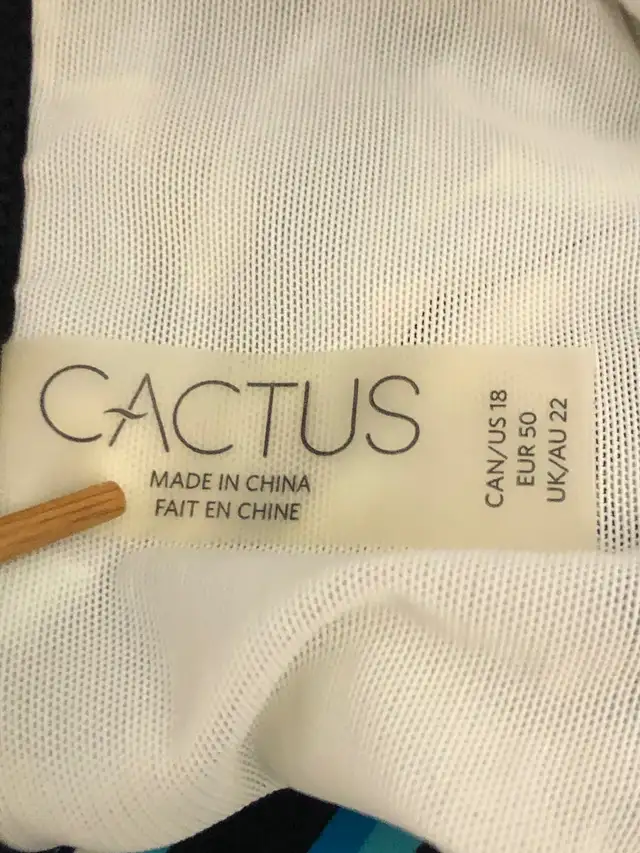 CACTUS
MADE IN CHINA
FAIT EN CHINE
CAN/US 18
EUR 50
UK/AU 22